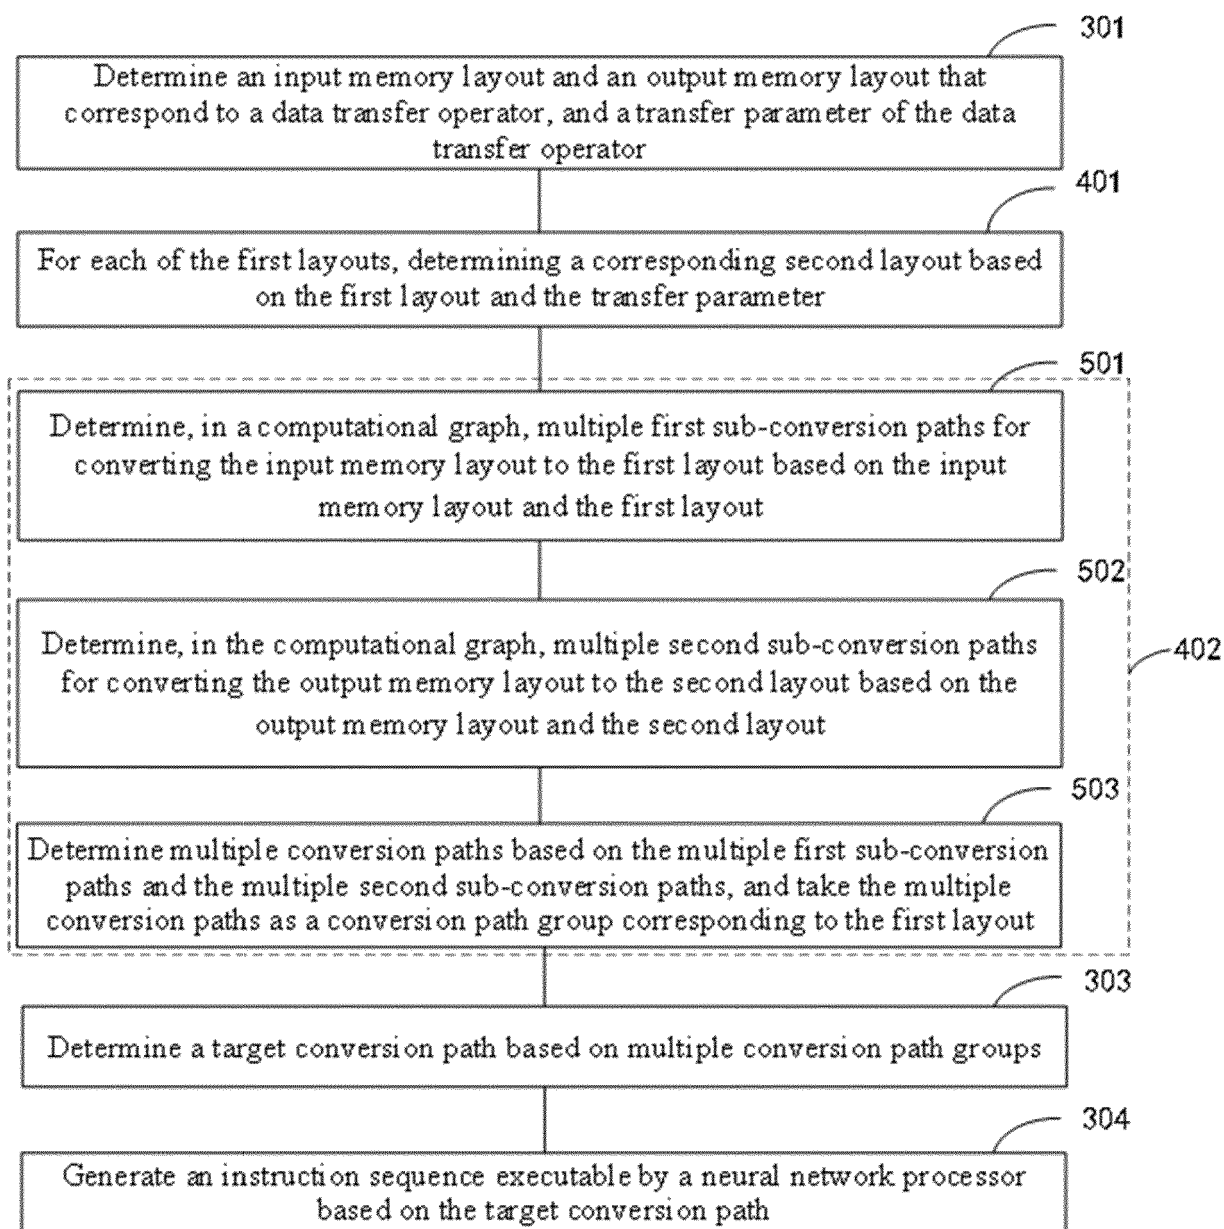 301
Determine an input memory layout and an output memory layout that
correspond to a data transfer operator, and a transfer parameter of the data
transfer operator
401
For each of the first layouts, determining a corresponding second layout based
on the first layout and the transfer parameter
501
Determine, in a computational graph, multiple first sub-conversion paths for
converting the input memory layout to the first layout based on the input
memory layout and the first layout
502
Determine, in the computational graph, multiple second sub-conversion paths
for converting the output memory layout to the second layout based on the
output memory layout and the second layout
402
503
Determine multiple conversion paths based on the multiple first sub-conversion
paths and the multiple second sub-conversion paths, and take the multiple
conversion paths as a conversion path group corresponding to the first layout
303
Determine a target conversion path based on multiple conversion path groups
304
Generate an instruction sequence executable by a neural network processor
based on the target conversion path